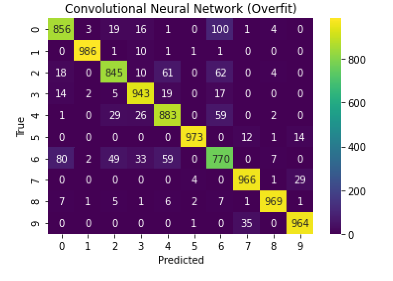 Convolutional Neural Network (Overfit)
0 856 3 19 16 1 0 100 1 4 0
1 0 986 1 10 1 1 1 0 0 0
2 18 0 845 10 61 0 62 0 4 0
3 14 2 5 943 19 0 17 0 0 0
4 1 0 29 26 883 0 59 0 2 0
5 0 0 0 0 0 973 0 12 1 14
6 80 2 49 33 59 0 770 0 7 0
7 0 0 0 0 0 4 0 966 1 29
8 7 1 5 1 6 2 7 1 969 1
9 0 0 0 0 0 1 0 35 0 964
0 1 2 3 4 5 6 7 8 9
Predicted
True
800
600
400
200
0